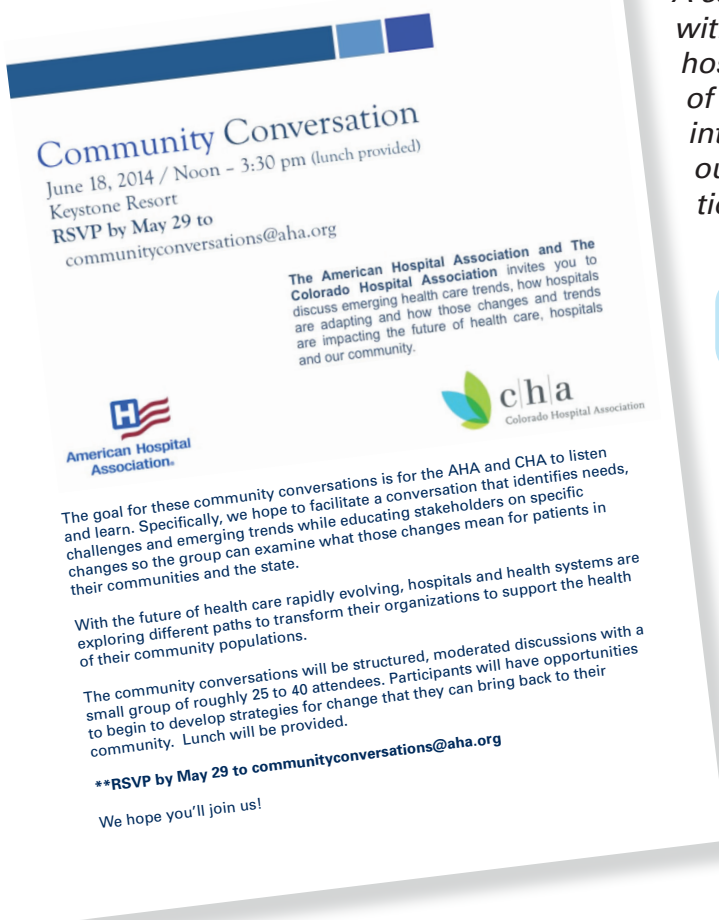 Community Conversation
June 18, 2014 / Noon – 3:30 pm (lunch provided)
Keystone Resort
RSVP by May 29 to
communityconversations@aha.org
The American Hospital Association and The
Colorado Hospital Association invites you to
discuss emerging health care trends, how hospitals
are adapting and how those changes and trends
are impacting the future of health care, hospitals
and our community.
H
American Hospital
Association®
c|h|a
Colorado Hospital Association
The goal for these community conversations is for the AHA and CHA to listen
and learn. Specifically, we hope to facilitate a conversation that identifies needs,
challenges and emerging trends while educating stakeholders on specific
changes so the group can examine what those changes mean for patients in
their communities and the state.
With the future of health care rapidly evolving, hospitals and health systems are
exploring different paths to transform their organizations to support the health
of their community populations.
The community conversations will be structured, moderated discussions with a
small group of roughly 25 to 40 attendees. Participants will have opportunities
to begin to develop strategies for change that they can bring back to their
community.  Lunch will be provided.
**RSVP by May 29 to communityconversations@aha.org
We hope you'll join us!
A
wit
hos
of
int
ou
tio